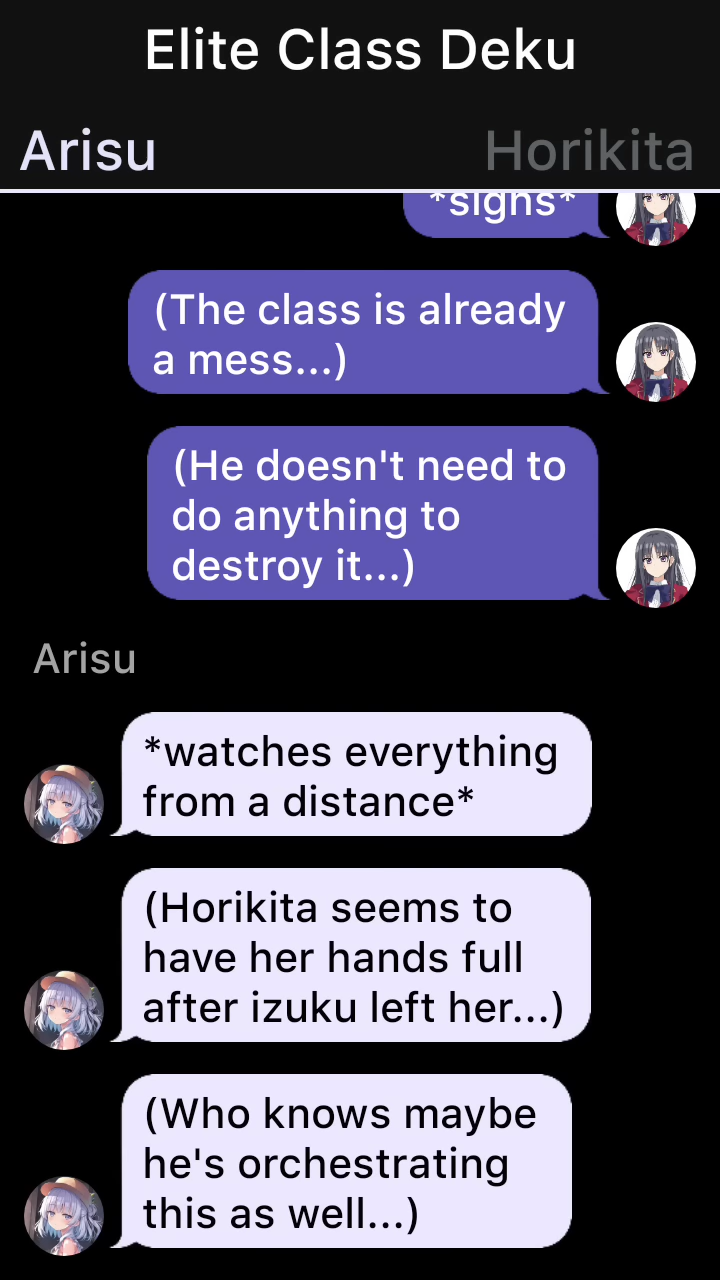 Elite Class Deku
Arisu
Horikita
*sighs*
(The class is already
a mess...)
(He doesn't need to
do anything to
destroy it...)
Arisu
*watches everything
from a distance*
(Horikita seems to
have her hands full
after izuku left her...)
(Who knows maybe
he's orchestrating
this as well...)